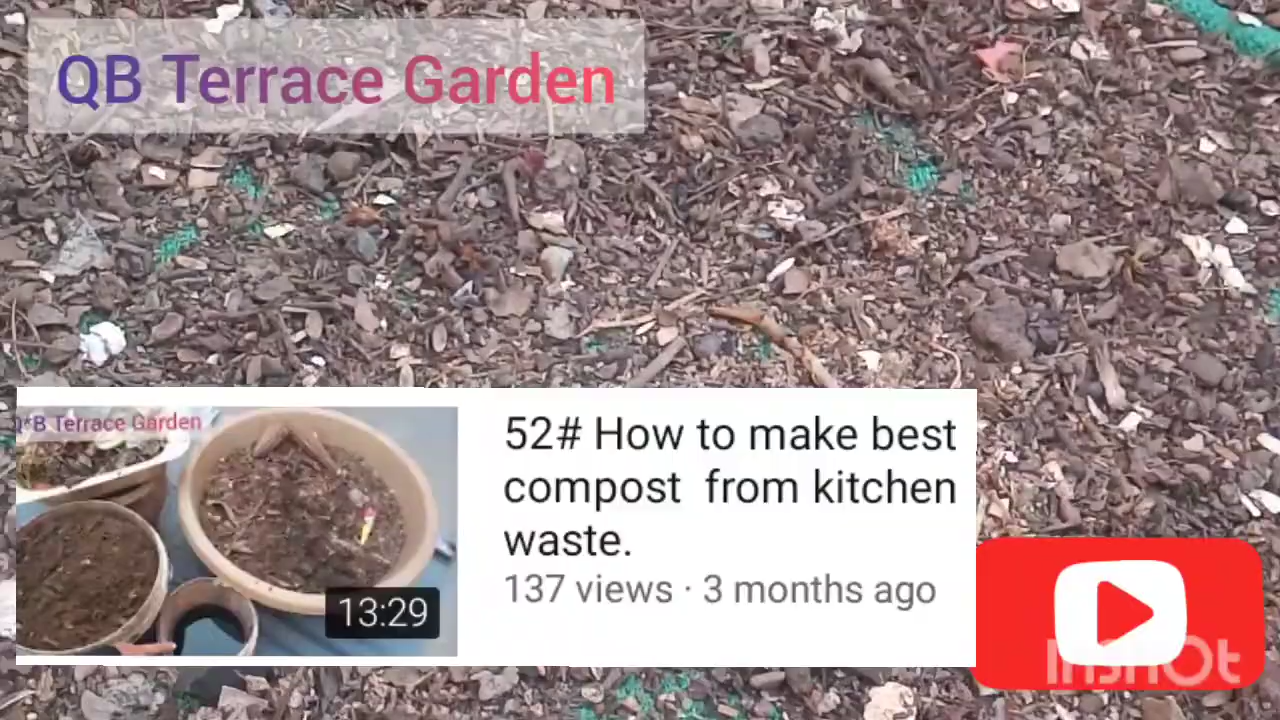 QB Terrace Garden
Q*B Terrace Garden
52# How to make best
compost from kitchen
waste.
137 views · 3 months ago
13:29
InShOt